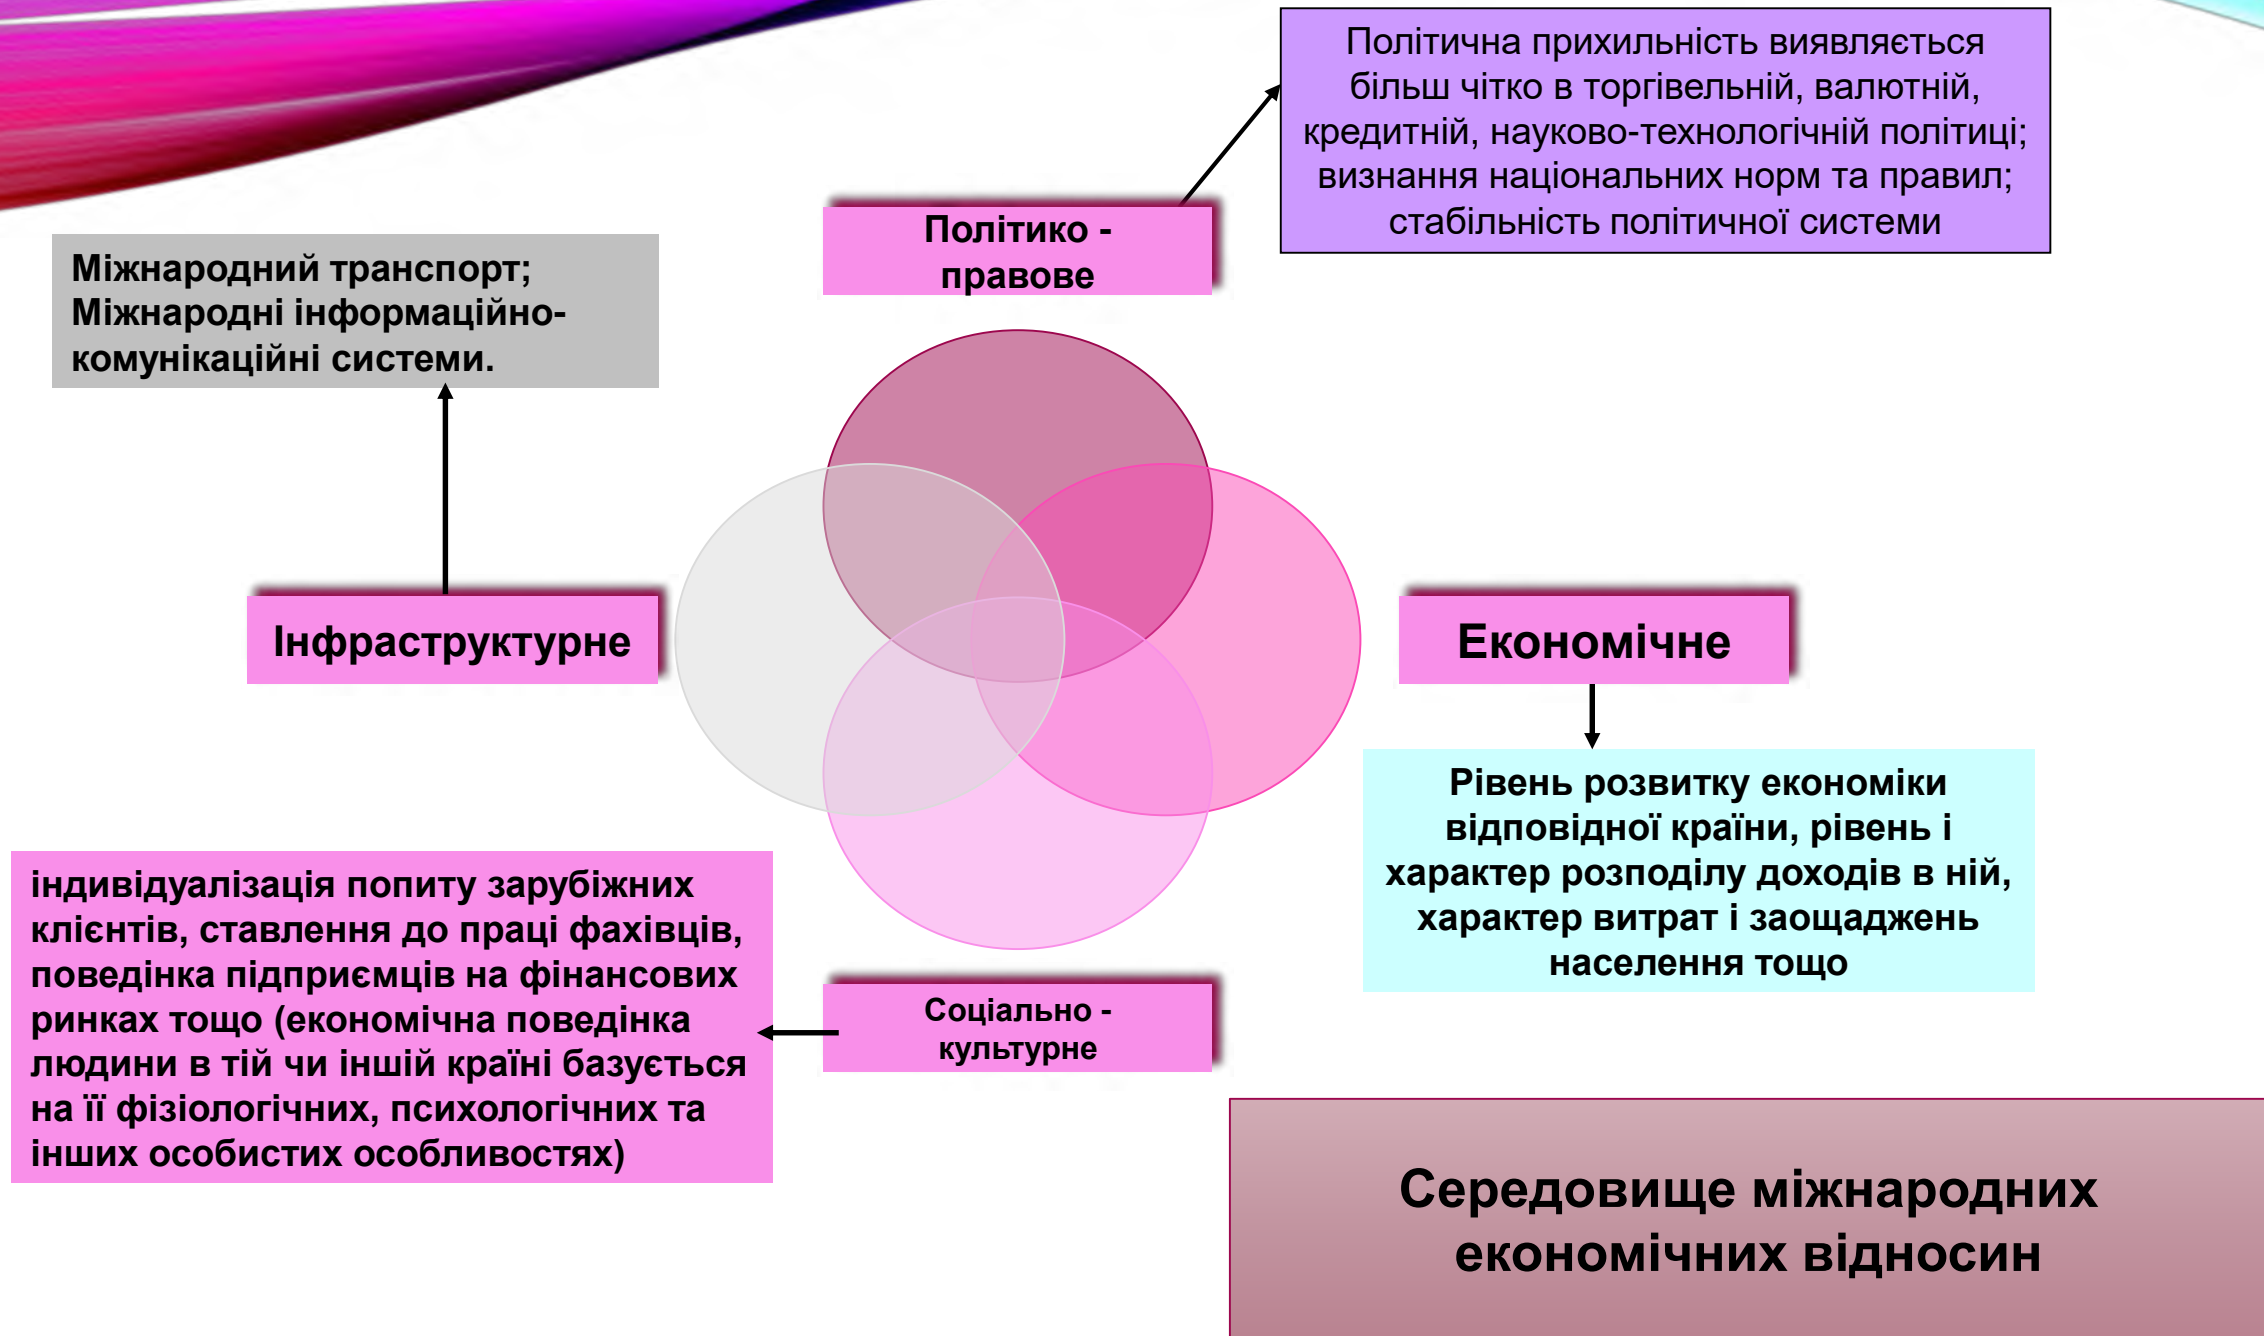 Політична прихильність виявляється
більш чітко в торгівельній, валютній,
кредитній, науково-технологічній політиці;
визнання національних норм та правил;
стабільність політичної системи
Політико -
правове
Міжнародний транспорт;
Міжнародні інформаційно-
комунікаційні системи.
Інфраструктурне
Економічне
Рівень розвитку економіки
відповідної країни, рівень і
характер розподілу доходів в ній,
характер витрат і заощаджень
населення тощо
індивідуалізація попиту зарубіжних
клієнтів, ставлення до праці фахівців,
поведінка підприємців на фінансових
ринках тощо (економічна поведінка
людини в тій чи іншій країні базується
на її фізіологічних, психологічних та
інших особистих особливостях)
Соціально -
культурне
Середовище міжнародних
економічних відносин